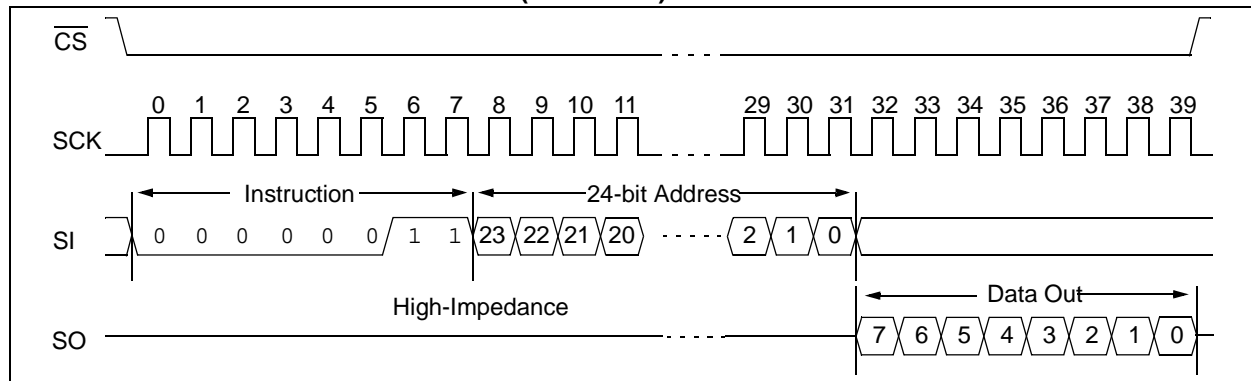 CS
0 1 2 3 4 5 6 7 8 9 10 11 29 30 31 32 33 34 35 36 37 38 39
SCK
Instruction 24-bit Address
SI 0 0 0 0 0 0 1 1 23 22 21 20 2 1 0
High-Impedance Data Out
SO 7 6 5 4 3 2 1 0